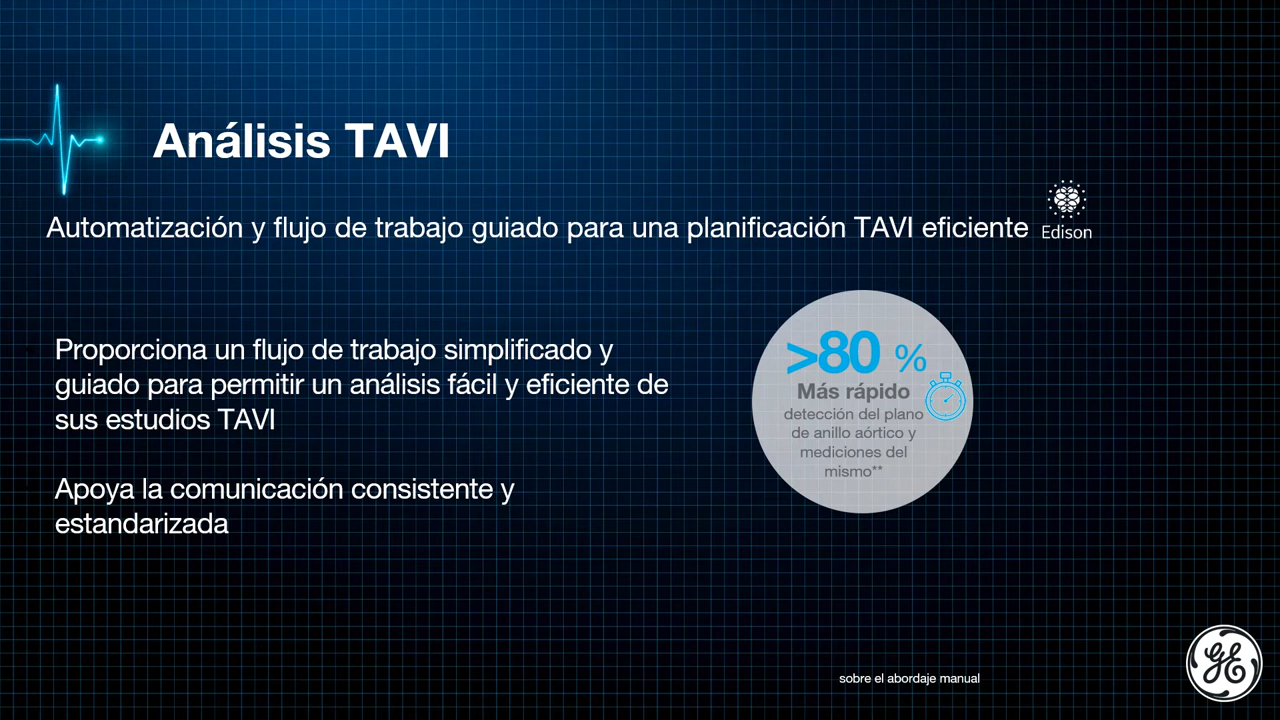 Análisis TAVI
Automatización y flujo de trabajo guiado para una planificación TAVI eficiente
Edison
Proporciona un flujo de trabajo simplificado y
guiado para permitir un análisis fácil y eficiente de
sus estudios TAVI
Apoya la comunicación consistente y
estandarizada
>80 %
Más rápido
detección del plano
de anillo aórtico y
mediciones del
mismo**
sobre el abordaje manual
GE